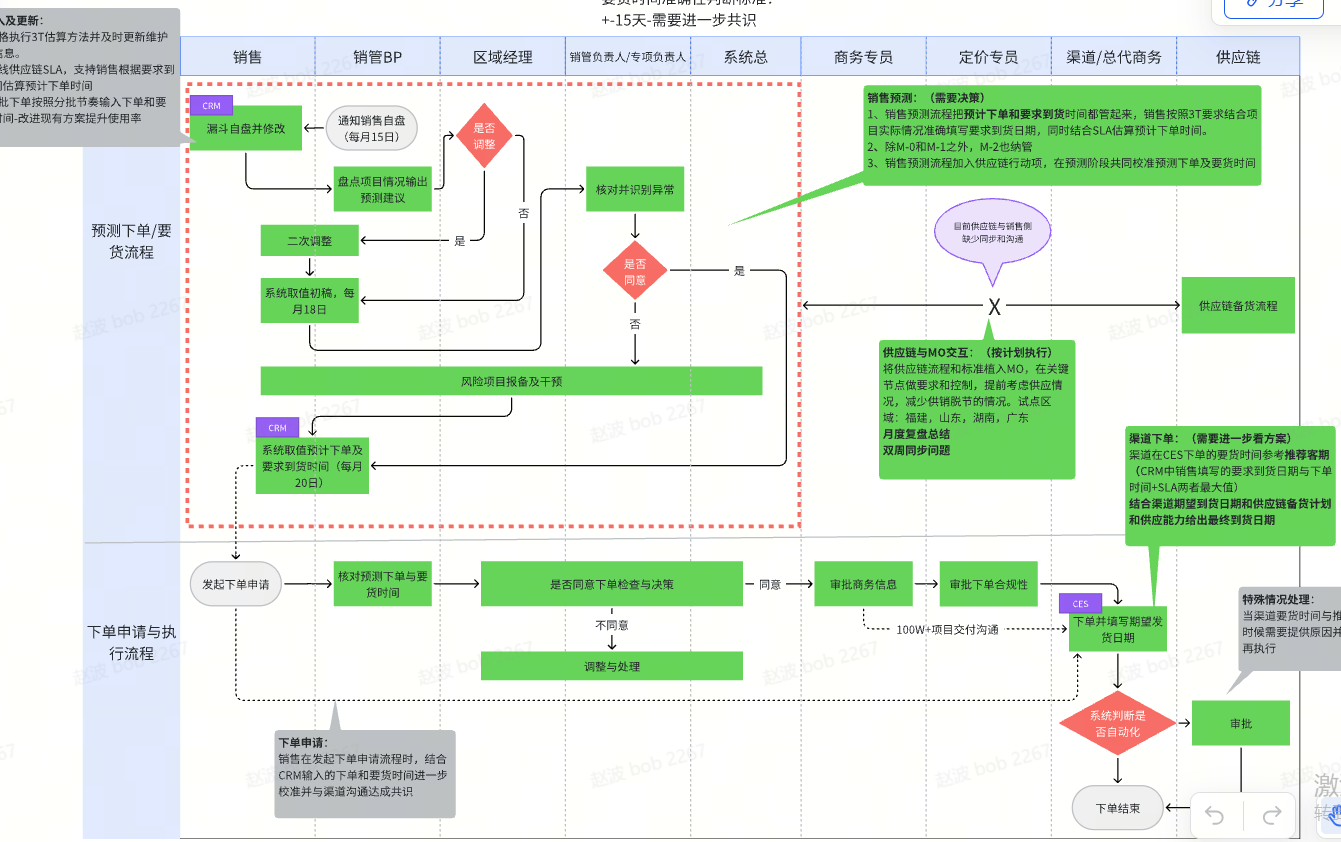 +-15天-需要进一步共识
分享
入及更新：
格执行3T估算方法并及时更新维护
信息。
线供应链SLA，支持销售根据要求到
估算预计下单时间
批下单按照分批节奏输入下单和要
时间-改进现有方案提升使用率
销售
销管BP
区域经理
销管负责人/专项负责人
系统总
商务专员
定价专员
渠道/总代商务
供应链
预测下单/要
货流程
CRM
漏斗自盘并修改
通知销售自盘
（每月15日）
是否
调整
盘点项目情况输出
预测建议
否
是
二次调整
系统取值初稿，每
月18日
核对并识别异常
是否
同意
是
否
风险项目报备及干预
CRM
系统取值预计下单及
要求到货时间（每月
20日）
销售预测：（需要决策）
1、销售预测流程把预计下单和要求到货时间都管起来，销售按照3T要求结合项
目实际情况准确填写要求到货日期，同时结合SLA估算预计下单时间。
2、除M-0和M-1之外，M-2也纳管
3、销售预测流程加入供应链行动项，在预测阶段共同校准预测下单及要货时间
目前供应链与销售侧
缺少同步和沟通
X
供应链备货流程
供应链与MO交互：（按计划执行）
将供应链流程和标准植入MO，在关键
节点做要求和控制，提前考虑供应情
况，减少供销脱节的情况。试点区
域：福建，山东，湖南，广东
月度复盘总结
双周同步问题
渠道下单：（需要进一步看方案）
渠道在CES下单的要货时间参考推荐客期
（CRM中销售填写的要求到货日期与下单
时间+SLA两者最大值）
结合渠道期望到货日期和供应链备货计划
和供应能力给出最终到货日期
下单申请与执
行流程
发起下单申请
核对预测下单与要
货时间
是否同意下单检查与决策
同意
审批商务信息
审批下单合规性
不同意
调整与处理
100W+项目交付沟通
CES
下单并填写期望发
货日期
特殊情况处理：
当渠道要货时间与推
时候需要提供原因并
再执行
系统判断是
否自动化
审批
下单结束
下单申请：
销售在发起下单申请流程时，结合
CRM输入的下单和要货时间进一步
校准并与渠道沟通达成共识
赵波 bob 2267
赵波 bob 2267
赵波 bob 2267
赵波 bob 2267
赵波 bob 2267
赵波 bob 2267
激